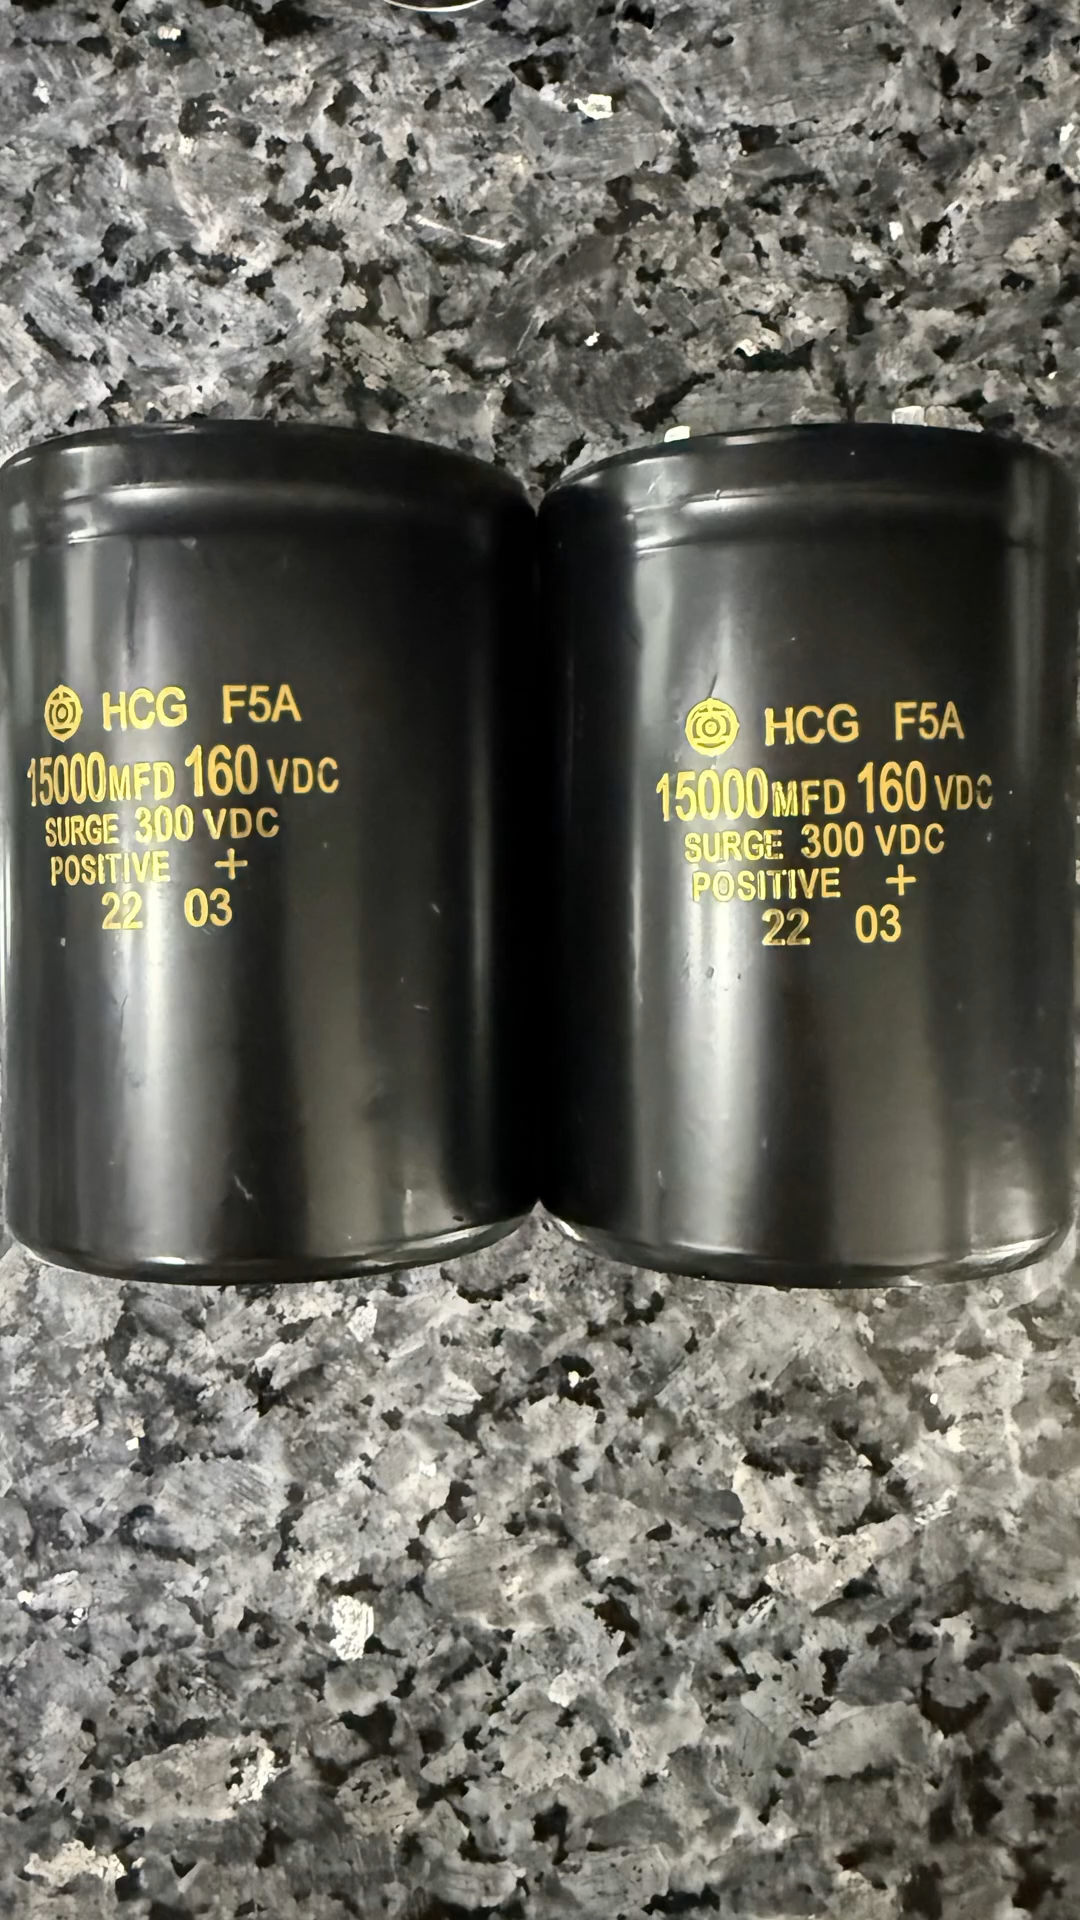 HCG F5A
15000MFD 160 VDC
SURGE 300 VDC
POSITIVE +
22 03
HCG F5A
15000MFD 160 VDC
SURGE 300 VDC
POSITIVE +
22 03